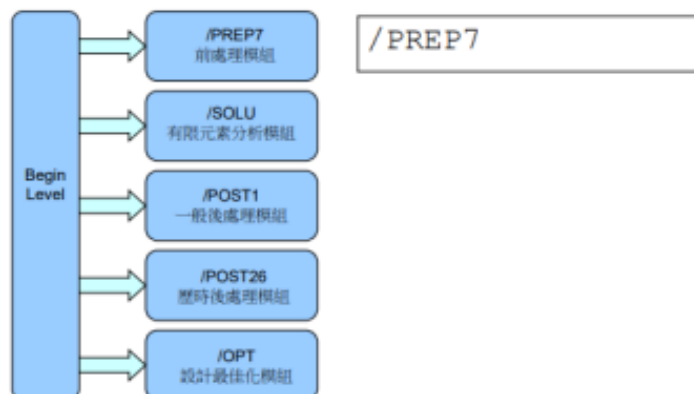 /PREP7
前處理模組
/PREP7
/SOLU
有限元素分析模組
Begin
Level
/POST1
一般後處理模組
/POST26
歷時後處理模組
/OPT
設計最佳化模組